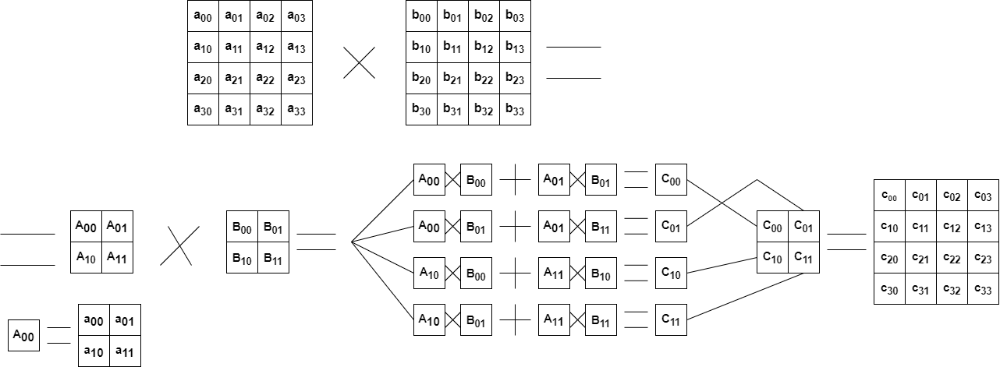 a00 a01 a02 a03 b00 b01 b02 b03
a10 a11 a12 a13 b10 b11 b12 b13
a20 a21 a22 a23 b20 b21 b22 b23
a30 a31 a32 a33 b30 b31 b32 b33
A00 B00 A01 B01 C00
A00 B01 A01 B11 C01
A10 B00 A11 B10 C10
A10 B01 A11 B11 C11
A00 A01 B00 B01
A10 A11 B10 B11
C00 C01
C10 C11
c00 c01 c02 c03
c10 c11 c12 c13
c20 c21 c22 c23
c30 c31 c32 c33
A00
a00 a01
a10 a11